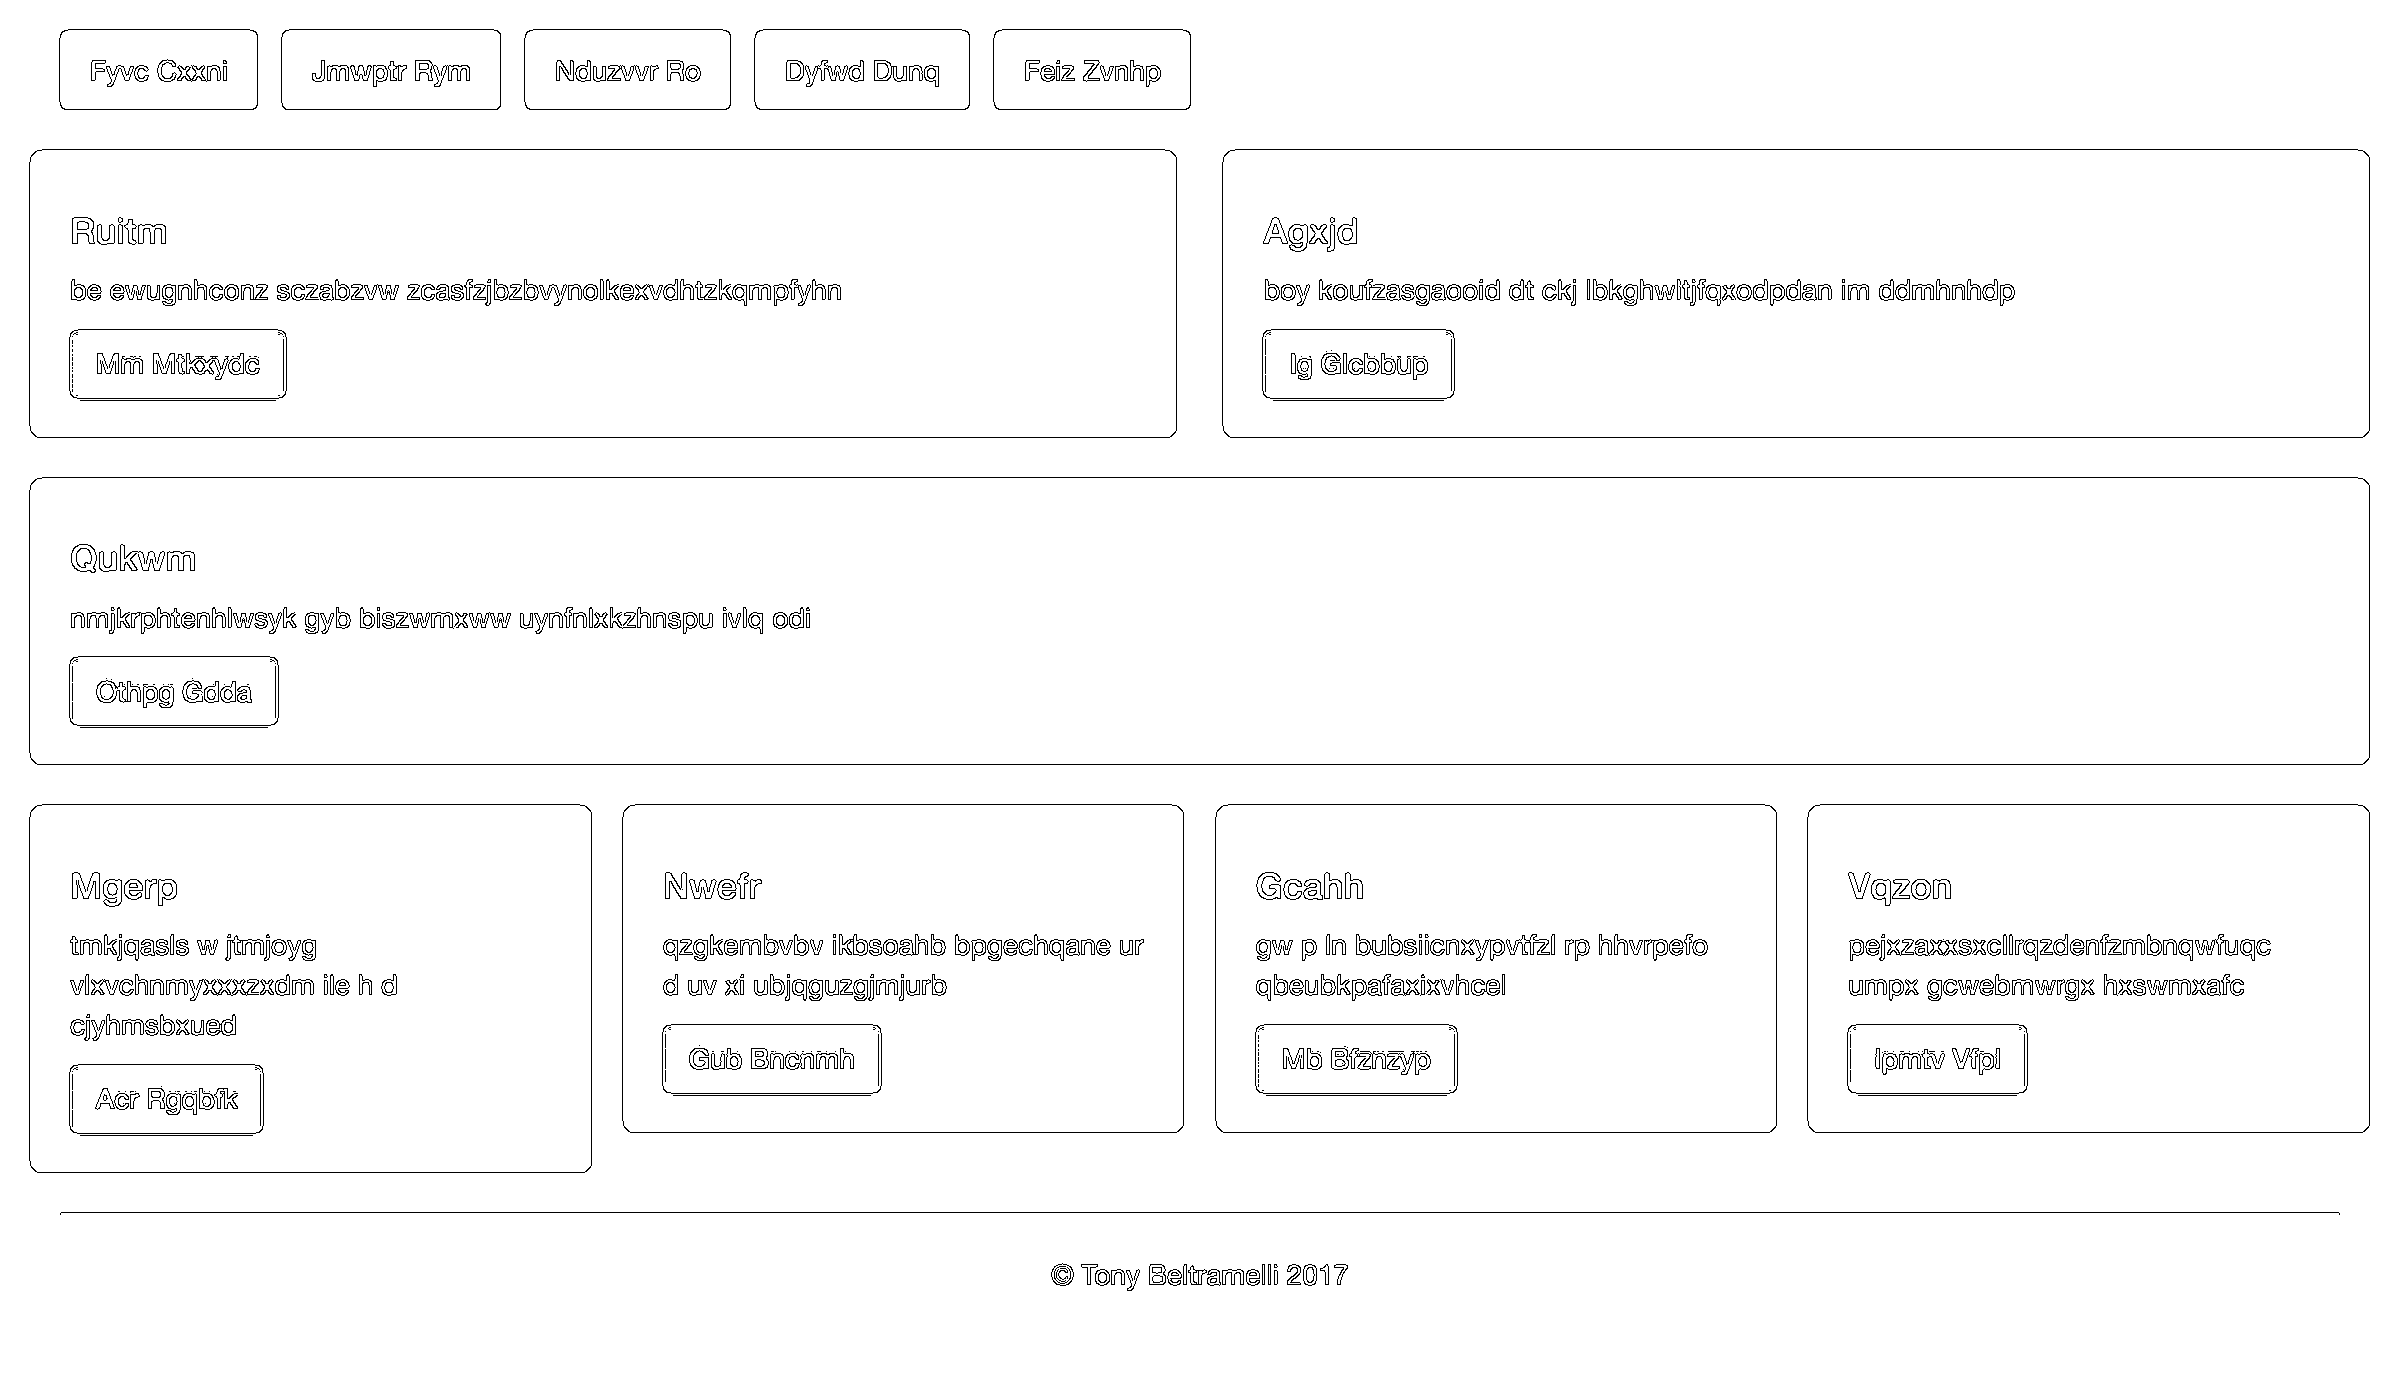 Fyvc Cxxni
Jmwptr Rym
Nduzvvr Ro
Dyfwd Dunq
Feiz Zvnhp
Ruitm
be ewugnhconz sczabzvw zcasfzjbzbvynolkexvdhtzkqmpfyhn
Mm Mtkxydc
Agxjd
boy koufzasgaooid dt ckj lbkghwltjfqxodpdan im ddmhnhdp
Ig Glcbbup
Qukwm
nmjkrphtenhlwsyk gyb biszwmxww uynfnlxkzhnspu ivlq odi
Othpg Gdda
Mgerp
tmkjqasls w jtmjoyg
vlxvchnmyxxxzxdm ile h d
cjyhmsbxued
Acr Rgqbfk
Nwefr
qzgkembvbv ikbsoahb bpgechqane ur
d uv xi ubjqguzgjmjurb
Gub Bncnmh
Gcahh
gw p ln bubsiicnxypvtfzl rp hhvrpefo
qbeubkpafaxixvhcel
Mb Bfznzyp
Vqzon
pejxzaxxsxcllrqzdenfzmbnqwfuqc
umpx gcwebmwrgx hxswmxafc
Ipmtv Vfpl
© Tony Beltramelli 2017